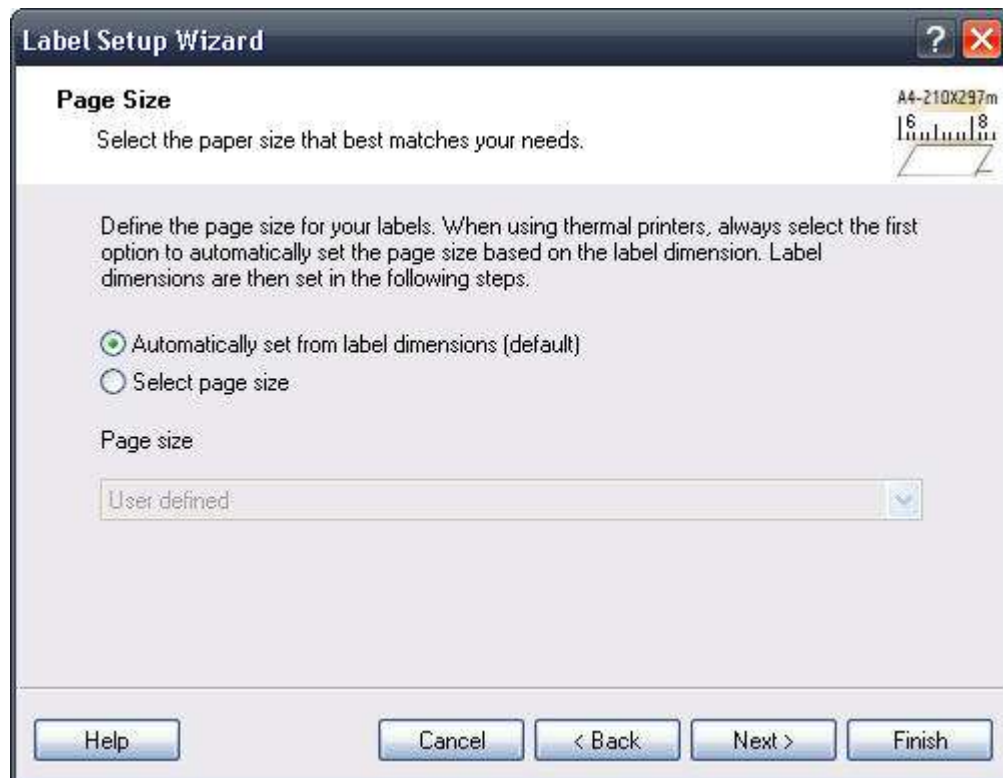 Label Setup Wizard
?
Page Size
Select the paper size that best matches your needs.
A4-210X297m
6 8
Define the page size for your labels. When using thermal printers, always select the first
option to automatically set the page size based on the label dimension. Label
dimensions are then set in the following steps.
Automatically set from label dimensions (default)
Select page size
Page size
User defined
Help
Cancel
< Back
Next >
Finish